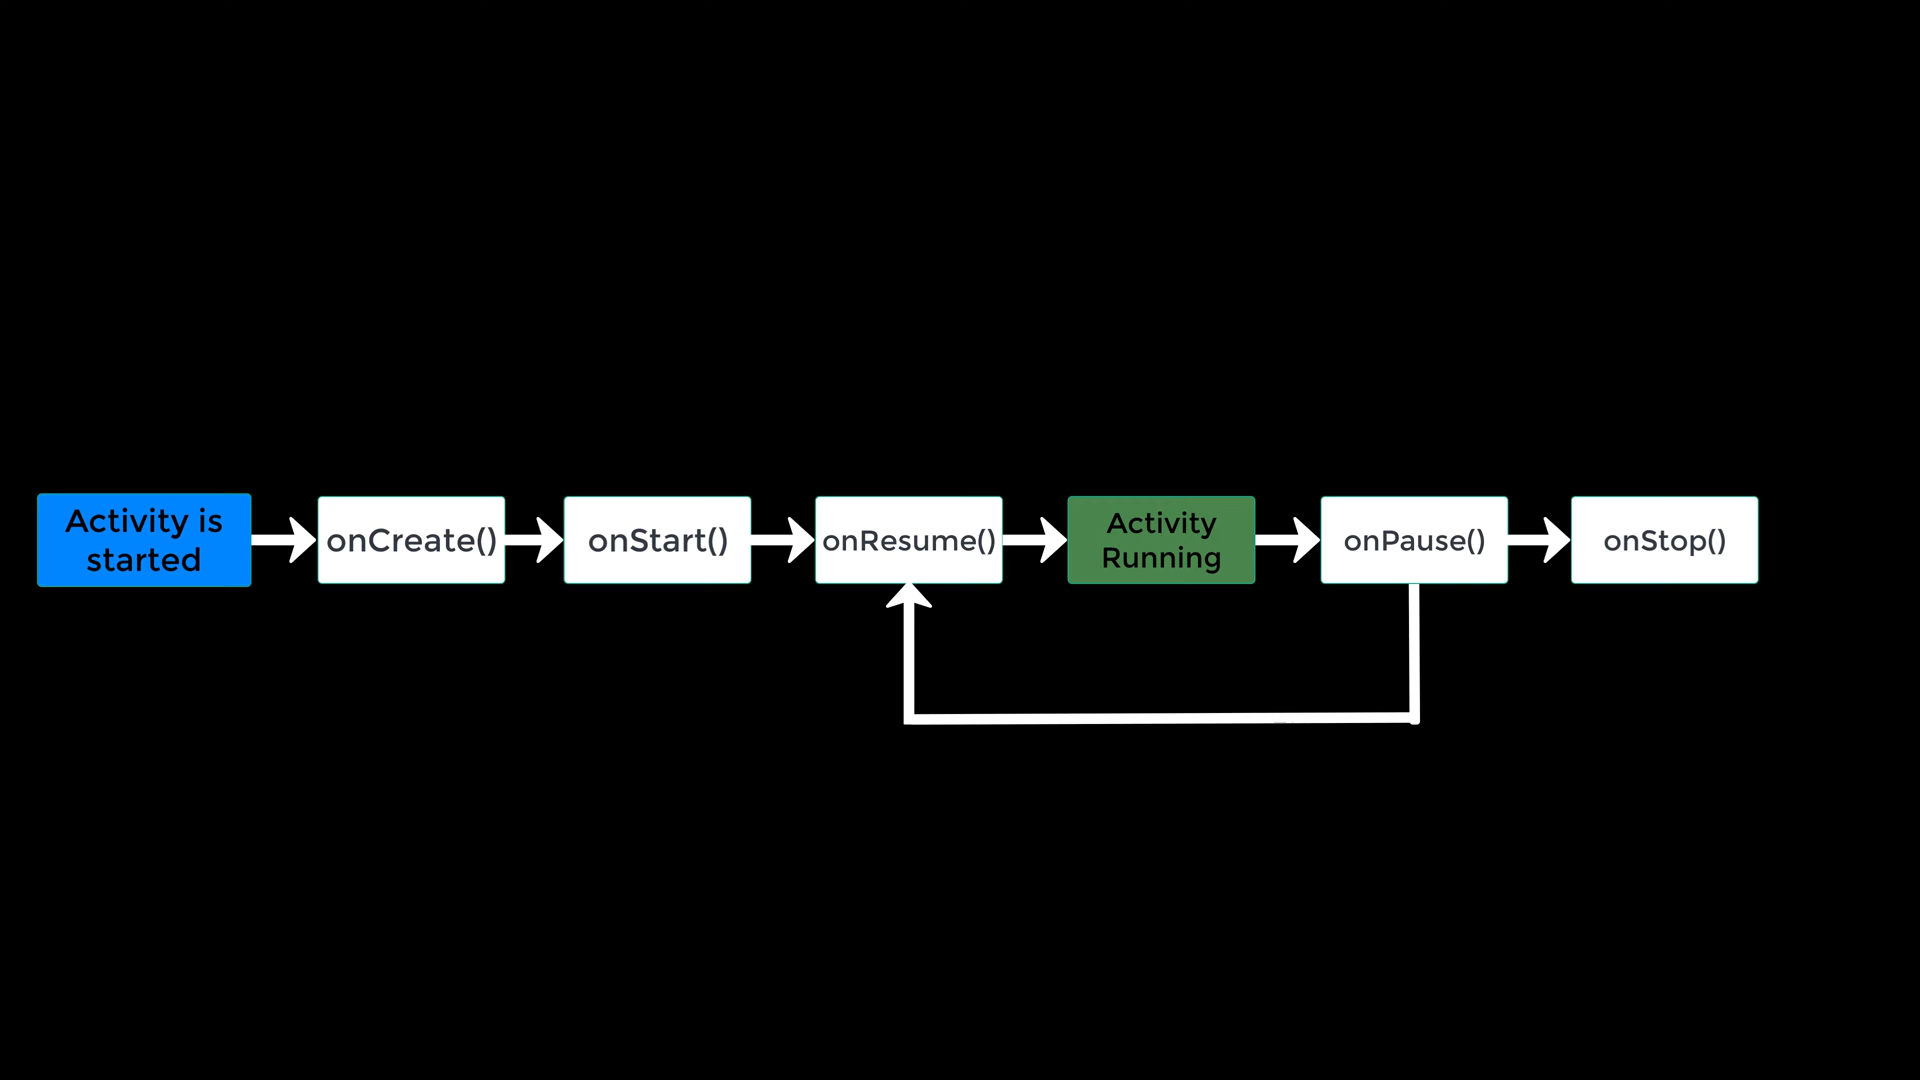 Activity is
started
onCreate()
onStart()
onResume()
Activity
Running
onPause()
onStop()